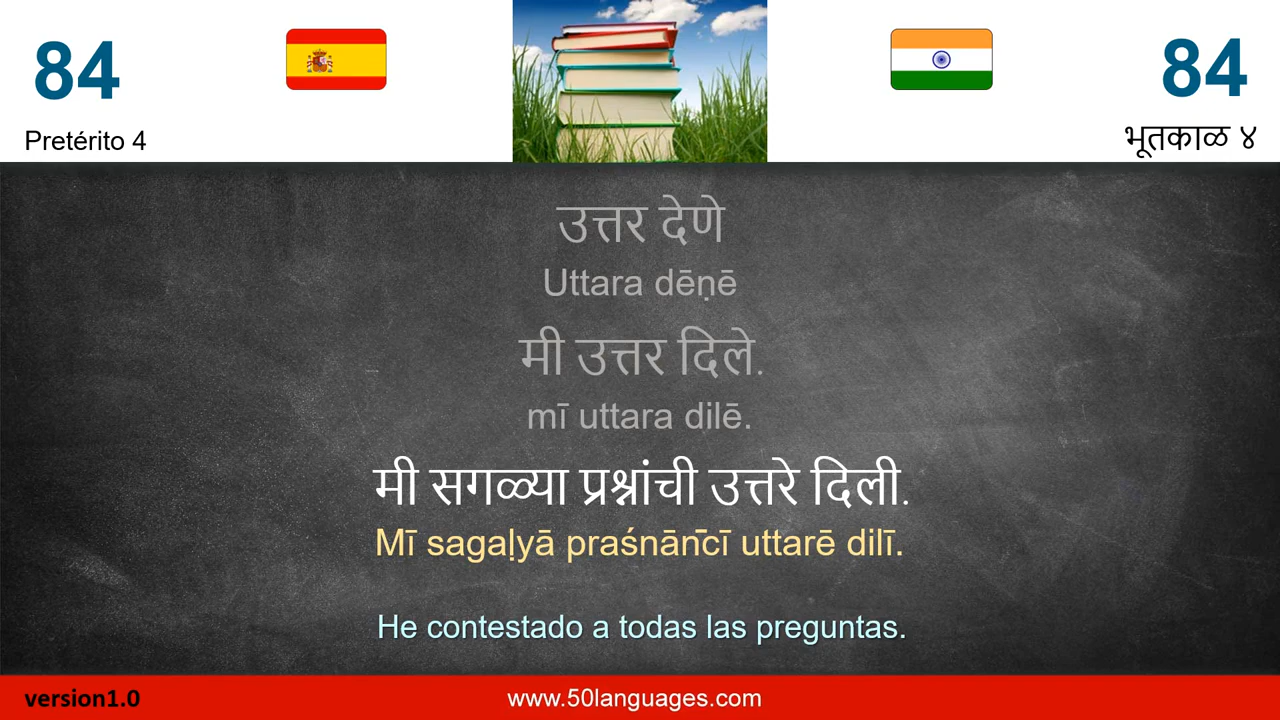 84
84
Pretérito 4
भूतकाळ ४
उत्तर देणे
Uttara dēṇē
मी उत्तर दिले.
mī uttara dilē.
मी सगळ्या प्रश्नांची उत्तरे दिली.
Mī sagaḷyā praśnān̄cī uttarē dilī.
He contestado a todas las preguntas.
version1.0
www.50languages.com